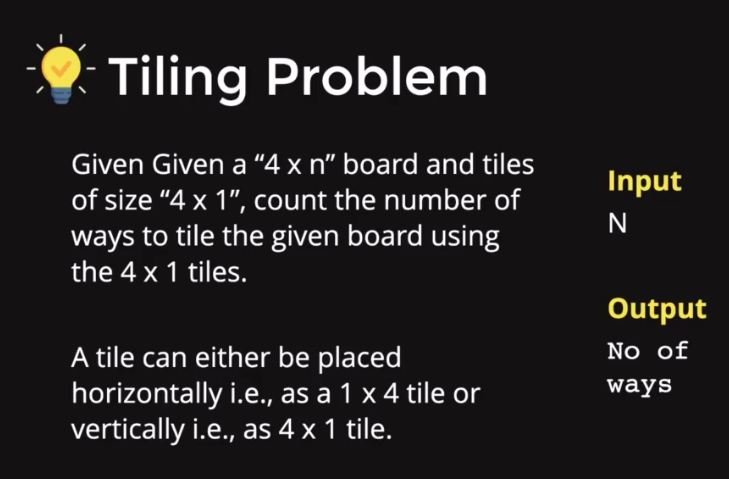 Tiling Problem
Given Given a “4 x n” board and tiles
of size “4 x 1”, count the number of
ways to tile the given board using
the 4 x 1 tiles.
A tile can either be placed
horizontally i.e., as a 1 x 4 tile or
vertically i.e., as 4 x 1 tile.
Input
N
Output
No of
ways